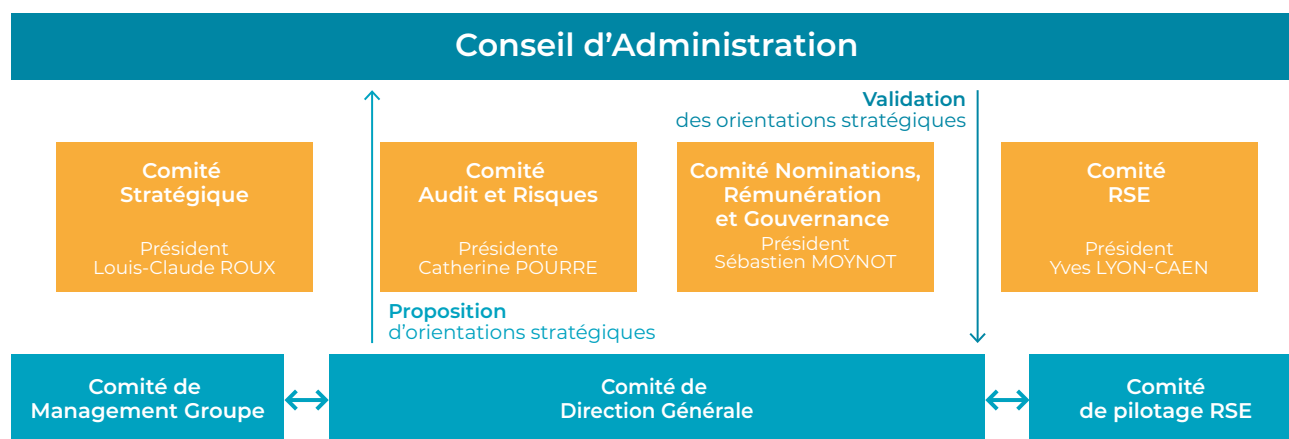 Conseil d’Administration
Validation
des orientations stratégiques
Comité
Stratégique
Président
Louis-Claude ROUX
Comité
Audit et Risques
Présidente
Catherine POURRE
Comité Nominations,
Rémunération
et Gouvernance
Président
Sébastien MOYNOT
Comité
RSE
Président
Yves LYON-CAEN
Proposition
d’orientations stratégiques
Comité de
Management Groupe
Comité de
Direction Générale
Comité
de pilotage RSE